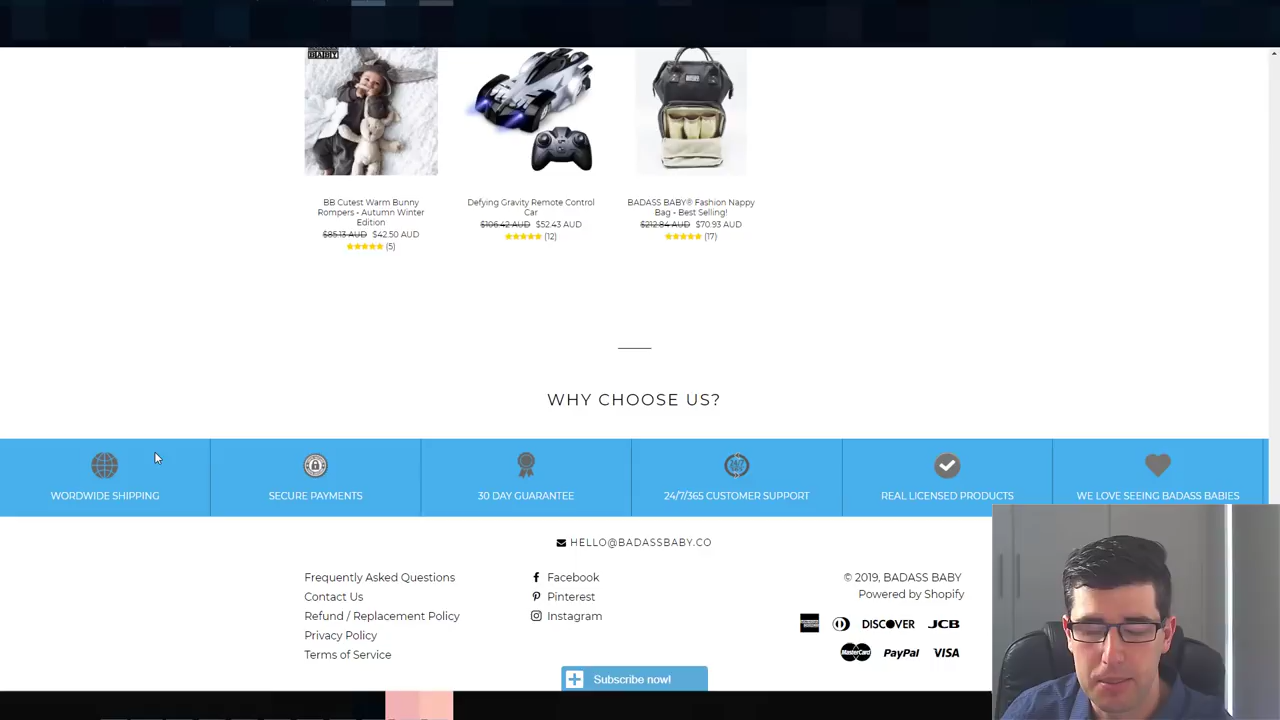 BB Cutest Warm Bunny
Rompers - Autumn Winter
Edition
$85.13 AUD $42.50 AUD
(5)
Defying Gravity Remote Control
Car
$106.42 AUD $52.43 AUD
(12)
BADASS BABY® Fashion Nappy
Bag - Best Selling!
$212.84 AUD $70.93 AUD
(17)
WHY CHOOSE US?
WORDWIDE SHIPPING
SECURE PAYMENTS
30 DAY GUARANTEE
24/7/365 CUSTOMER SUPPORT
REAL LICENSED PRODUCTS
WE LOVE SEEING BADASS BABIES
HELLO@BADASSBABY.CO
Frequently Asked Questions
Contact Us
Refund / Replacement Policy
Privacy Policy
Terms of Service
Facebook
Pinterest
Instagram
© 2019, BADASS BABY
Powered by Shopify
DISCOVER JCB
MasterCard PayPal VISA
Subscribe now!